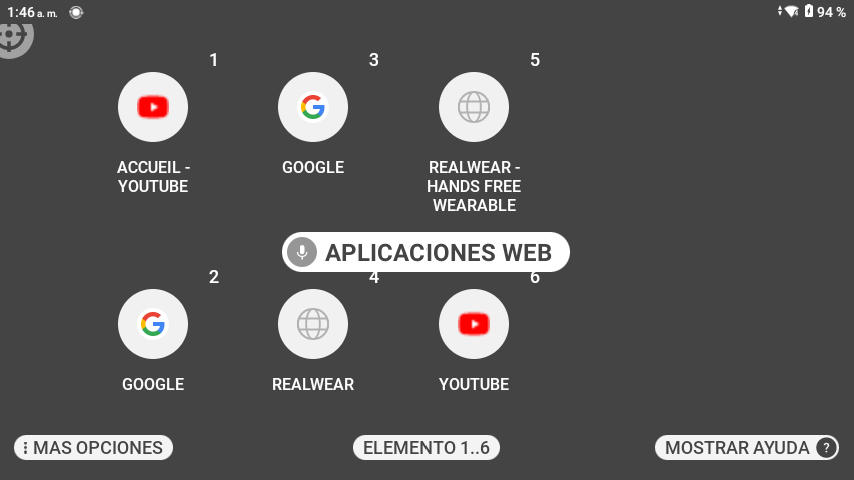 1:46 a. m.
94 %
1
3
5
ACCUEIL -
YOUTUBE
GOOGLE
REALWEAR -
HANDS FREE
WEARABLE
APLICACIONES WEB
2
4
6
GOOGLE
REALWEAR
YOUTUBE
MAS OPCIONES
ELEMENTO 1..6
MOSTRAR AYUDA ?